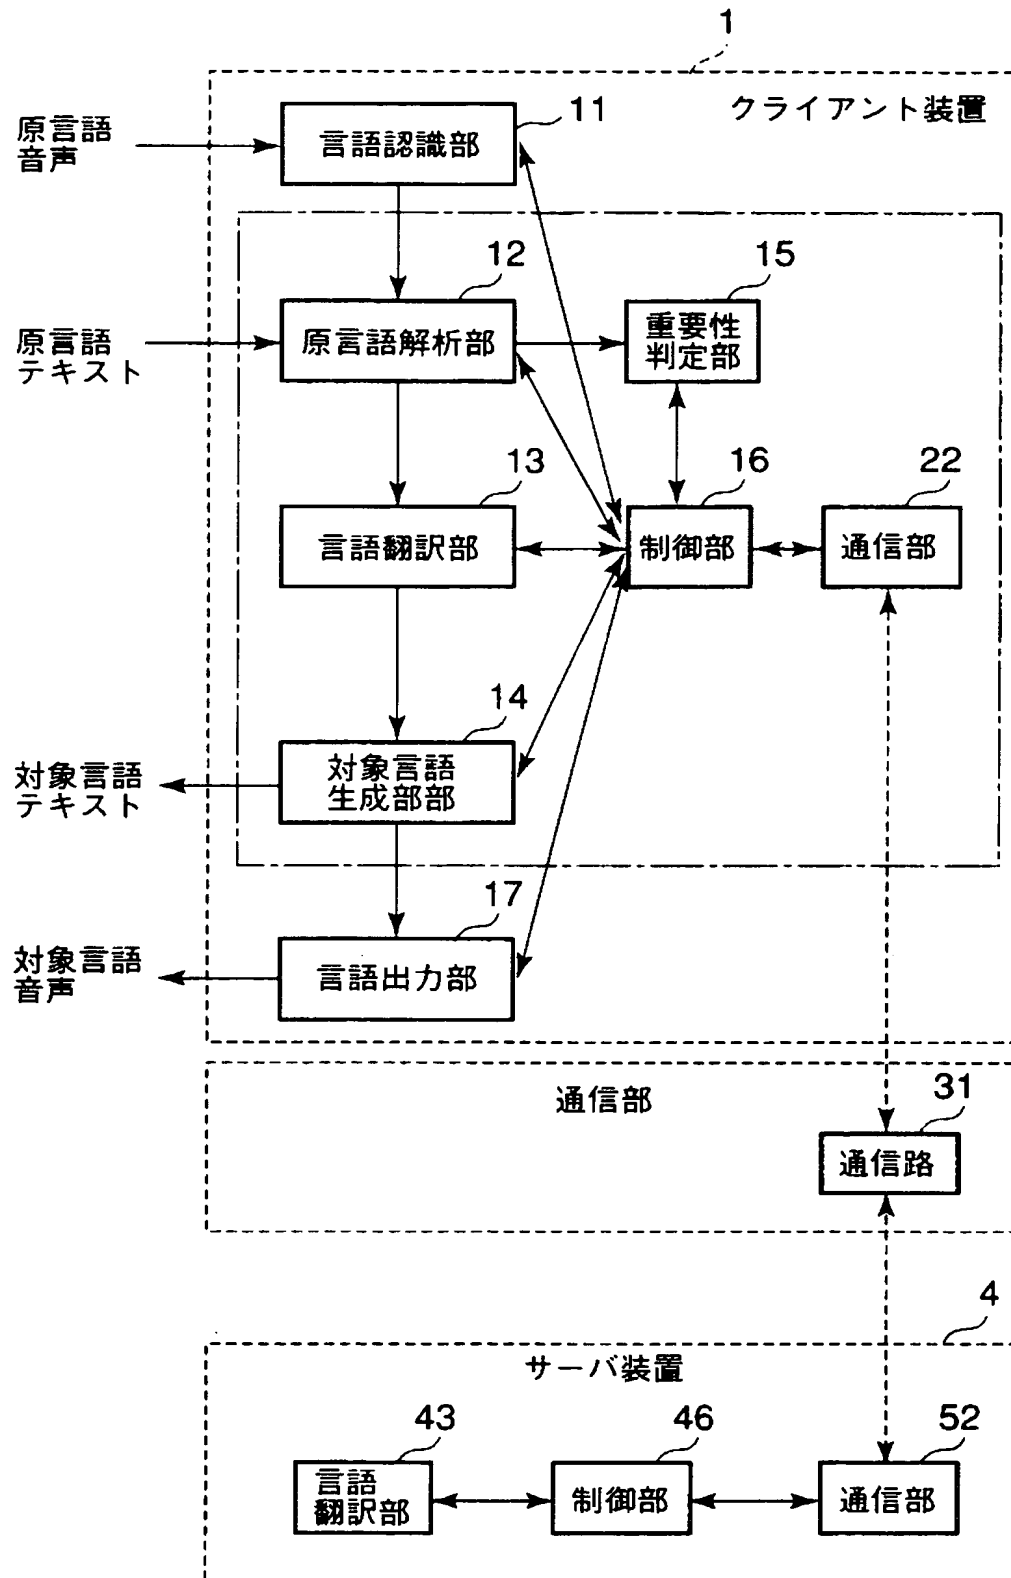 1
クライアント装置
原言語
音声
言語認識部
11
原言語
テキスト
原言語解析部
12
重要性
判定部
15
言語翻訳部
13
制御部
16
通信部
22
対象言語
テキスト
対象言語
生成部部
14
対象言語
音声
言語出力部
17
通信部
通信路
31
4
サーバ装置
言語
翻訳部
43
制御部
46
通信部
52